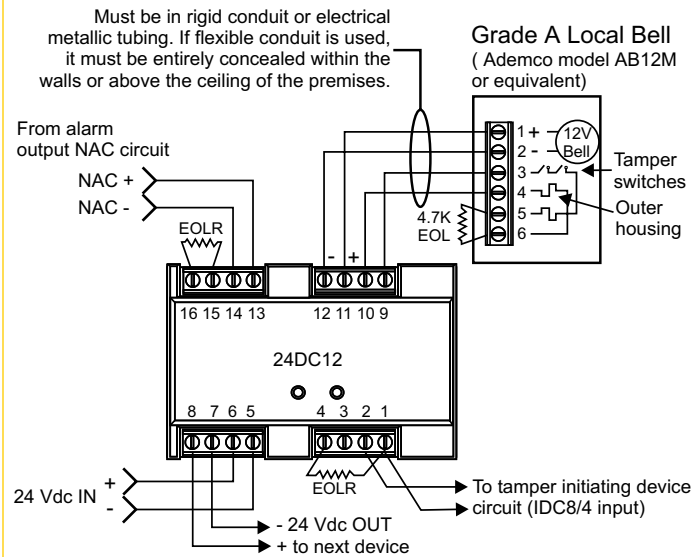 Must be in rigid conduit or electrical
metallic tubing. If flexible conduit is used,
it must be entirely concealed within the
walls or above the ceiling of the premises.
Grade A Local Bell
( Ademco model AB12M
or equivalent)
From alarm
output NAC circuit
NAC +
NAC -
EOLR
1 +
2 -
3
4
5
6
12V
Bell
Tamper
switches
Outer
housing
4.7K
EOL
- +
16 15 14 13
12 11 10 9
24DC12
8 7 6 5
4 3 2 1
EOLR
24 Vdc IN
+
-
To tamper initiating device
circuit (IDC8/4 input)
- 24 Vdc OUT
+ to next device